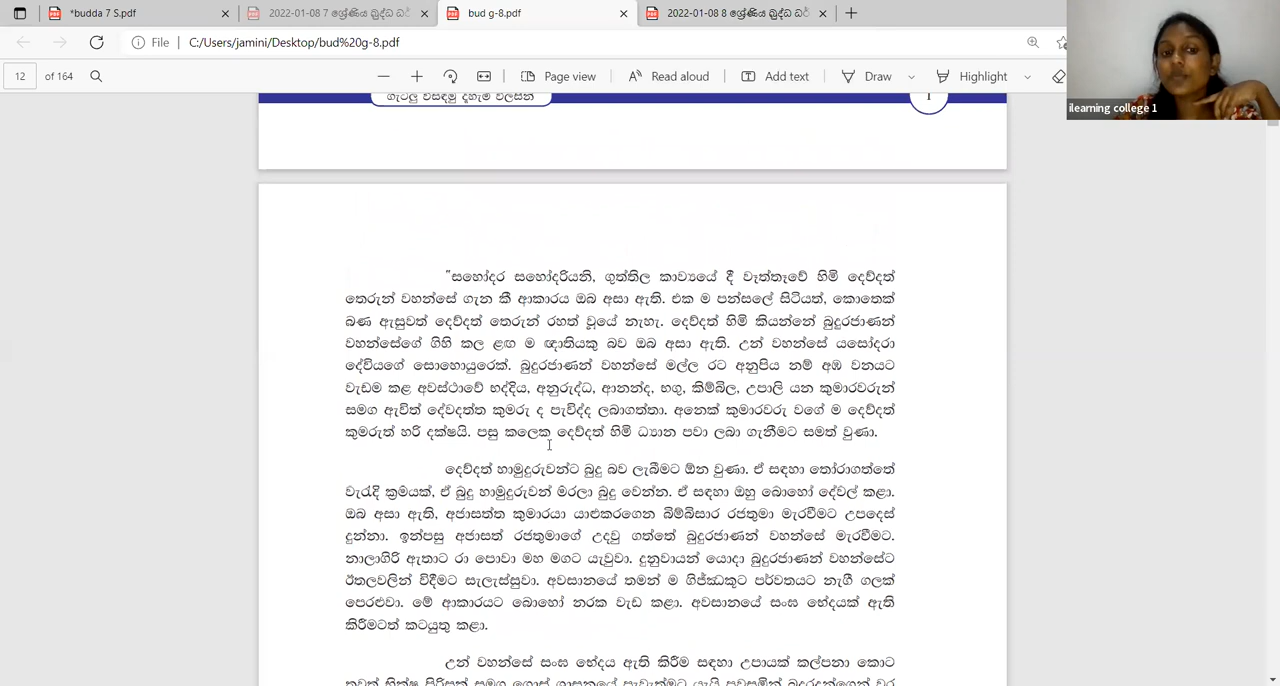 *budda 7 S.pdf
2022-01-08 7 ශ්‍රේණිය බුද්ධ ධර්
bud g-8.pdf
2022-01-08 8 ශ්‍රේණිය බුද්ධ ධර්
File C:/Users/jamini/Desktop/bud%20g-8.pdf
12 of 164 Page view Read aloud Add text Draw Highlight
ilearning college 1
ගැටලු විසඳමු දහැමි විලසින් 1
"සහෝදර සහෝදරියනි, ගුත්තිල කාව්‍යයේ දී වෑත්තෑවේ හිමි දෙව්දත්
තෙරුන් වහන්සේ ගැන කී ආකාරය ඔබ අසා ඇති. එක ම පන්සලේ සිටියත්, කොතෙක්
බණ ඇසුවත් දෙව්දත් තෙරුන් රහත් වූයේ නැහැ. දෙව්දත් හිමි කියන්නේ බුදුරජාණන්
වහන්සේගේ ගිහි කල ළඟ ම ඥාතියකු බව ඔබ අසා ඇති. උන් වහන්සේ යසෝදරා
දේවියගේ සොහොයුරෙක්. බුදුරජාණන් වහන්සේ මල්ල රට අනුපිය නම් අඹ වනයට
වැඩම කළ අවස්ථාවේ භද්දිය, අනුරුද්ධ, ආනන්ද, භගු, කිම්බිල, උපාලි යන කුමාරවරුන්
සමග ඇවිත් දේවදත්ත කුමරු ද පැවිද්ද ලබාගත්තා. අනෙක් කුමාරවරු වගේ ම දෙව්දත්
කුමරුත් හරි දක්ෂයි. පසු කලෙක දෙව්දත් හිමි ධ්‍යාන පවා ලබා ගැනීමට සමත් වුණා.
දෙව්දත් හාමුදුරුවන්ට බුදු බව ලැබීමට ඕන වුණා. ඒ සඳහා තෝරාගත්තේ
වැරැදි ක්‍රමයක්, ඒ බුදු හාමුදුරුවන් මරලා බුදු වෙන්න. ඒ සඳහා ඔහු බොහෝ දේවල් කළා.
ඔබ අසා ඇති, අජාසත්ත කුමාරයා යාළුකරගෙන බිම්බිසාර රජතුමා මැරවීමට උපදෙස්
දුන්නා. ඉන්පසු අජාසත් රජතුමාගේ උදවු ගත්තේ බුදුරජාණන් වහන්සේ මැරවීමට.
නාලාගිරි ඇතාට රා පොවා මහ මගට යැවුවා. දුනුවායන් යොදා බුදුරජාණන් වහන්සේට
ඊතලවලින් විදීමට සැලැස්සුවා. අවසානයේ තමන් ම ගිජ්ඣකූට පර්වතයට නැගී ගලක්
පෙරළුවා. මේ ආකාරයට බොහෝ නරක වැඩ කළා. අවසානයේ සංඝ භේදයක් ඇති
කිරීමටත් කටයුතු කළා.
උන් වහන්සේ සංඝ භේදය ඇති කිරීම සඳහා උපායක් කල්පනා කොට